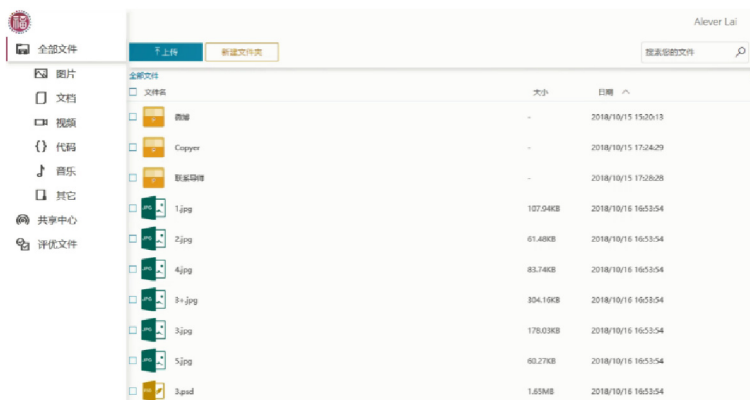 福
Alever Lai
全部文件
上传
新建文件夹
搜索您的文件
图片
全部文件
文件名
大小
日期
文档
视频
- 2018/10/15 15:20:13
代码
Copyer - 2018/10/15 17:24:29
音乐
联系导师 - 2018/10/15 17:28:28
其它
1.jpg 107.94KB 2018/10/16 16:53:54
共享中心
2.jpg 61.48KB 2018/10/16 16:53:54
评优文件
4.jpg 83.74KB 2018/10/16 16:53:54
3+.jpg 304.16KB 2018/10/16 16:53:54
3.jpg 178.03KB 2018/10/16 16:53:54
5.jpg 60.27KB 2018/10/16 16:53:54
3.psd 1.65MB 2018/10/16 16:53:54